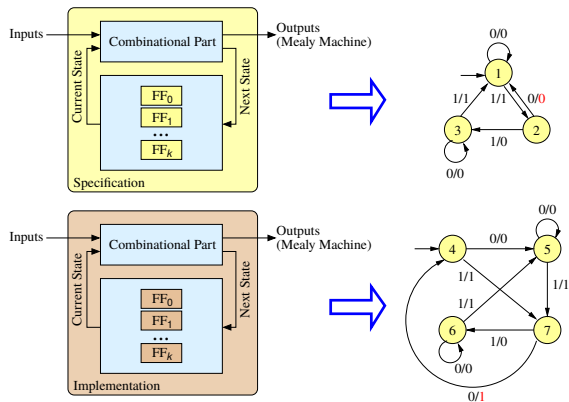 Inputs
Outputs
(Mealy Machine)
Combinational Part
Current State
Next State
FF0
FF1
...
FFk
Specification
0/0
1
1/1
1/1
0/0
3
2
1/0
0/0
Inputs
Outputs
(Mealy Machine)
Combinational Part
Current State
Next State
FF0
FF1
...
FFk
Implementation
0/0
4
0/0
5
1/1
1/1
1/1
6
7
1/0
0/0
0/1